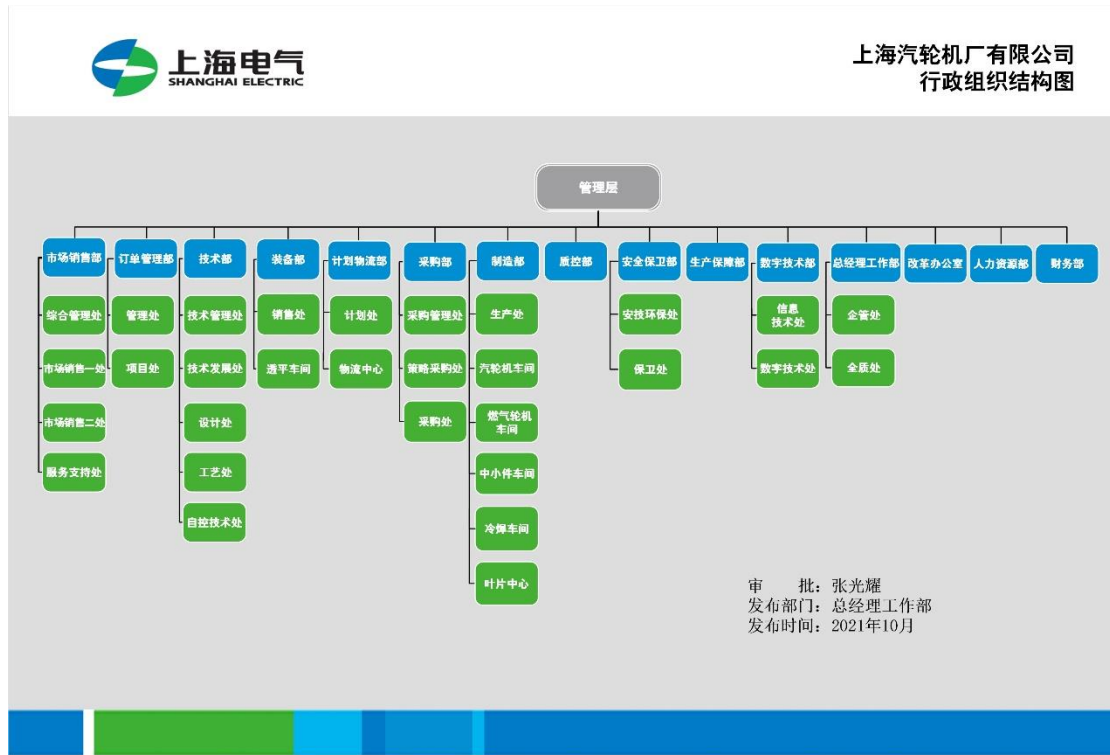 上海电气
SHANGHAI ELECTRIC
上海汽轮机厂有限公司
行政组织结构图
管理层
市场销售部
订单管理部
技术部
装备部
计划物流部
采购部
制造部
质控部
安全保卫部
生产保障部
数字技术部
总经理工作部
改革办公室
人力资源部
财务部
综合管理处
管理处
技术管理处
销售处
计划处
采购管理处
生产处
安技环保处
信息
技术处
企管处
市场销售一处
项目处
技术发展处
透平车间
物流中心
策略采购处
汽轮机车间
保卫处
数字技术处
全质处
市场销售二处
设计处
采购处
燃气轮机
车间
服务支持处
工艺处
中小件车间
自控技术处
冷焊车间
叶片中心
审 批：张光耀
发布部门：总经理工作部
发布时间：2021年10月